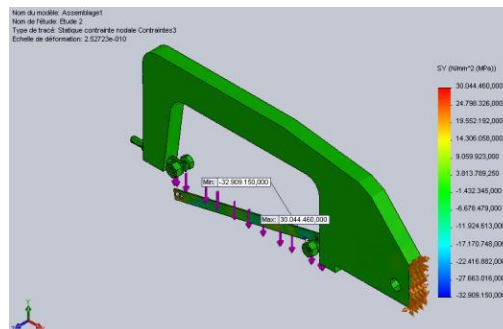 Nom du modèle: Assemblage1
Nom de l'étude: Etude 2
Type de tracé: Statique contrainte nodale Contraintes3
Echelle de déformation: 2.52723e-010
SY (N/mm^2 (MPa))
30.044.460,000
24.798.326,000
19.552.192,000
14.306.058,000
9.059.923,000
3.813.789,250
-1.432.345,000
-6.678.479,000
-11.924.613,000
-17.170.748,000
-22.416.882,000
-27.663.016,000
-32.909.150,000
Min: -32.909.150,000
Max: 30.044.460,000
Y